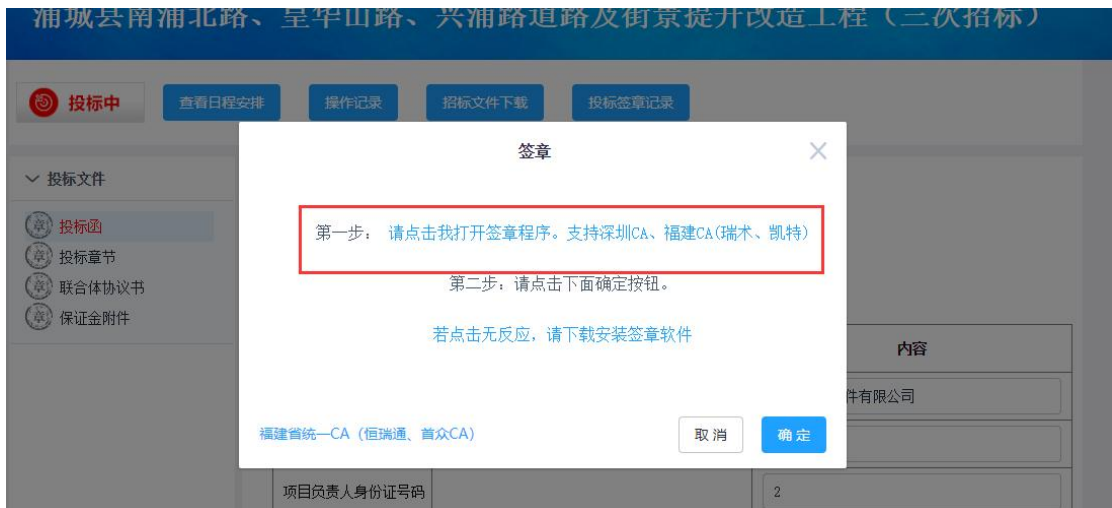 浦城县南浦北路、皇华山路、兴浦路道路及街景提升改造工程（三次招标）
投标中
查看日程安排
操作记录
招标文件下载
投标签章记录
投标文件
投标函
投标章节
联合体协议书
保证金附件
签章
第一步： 请点击我打开签章程序。支持深圳CA、福建CA(瑞术、凯特)
第二步：请点击下面确定按钮。
若点击无反应，请下载安装签章软件
福建省统一CA（恒瑞通、首众CA）
取消
确定
内容
件有限公司
项目负责人身份证号码
2